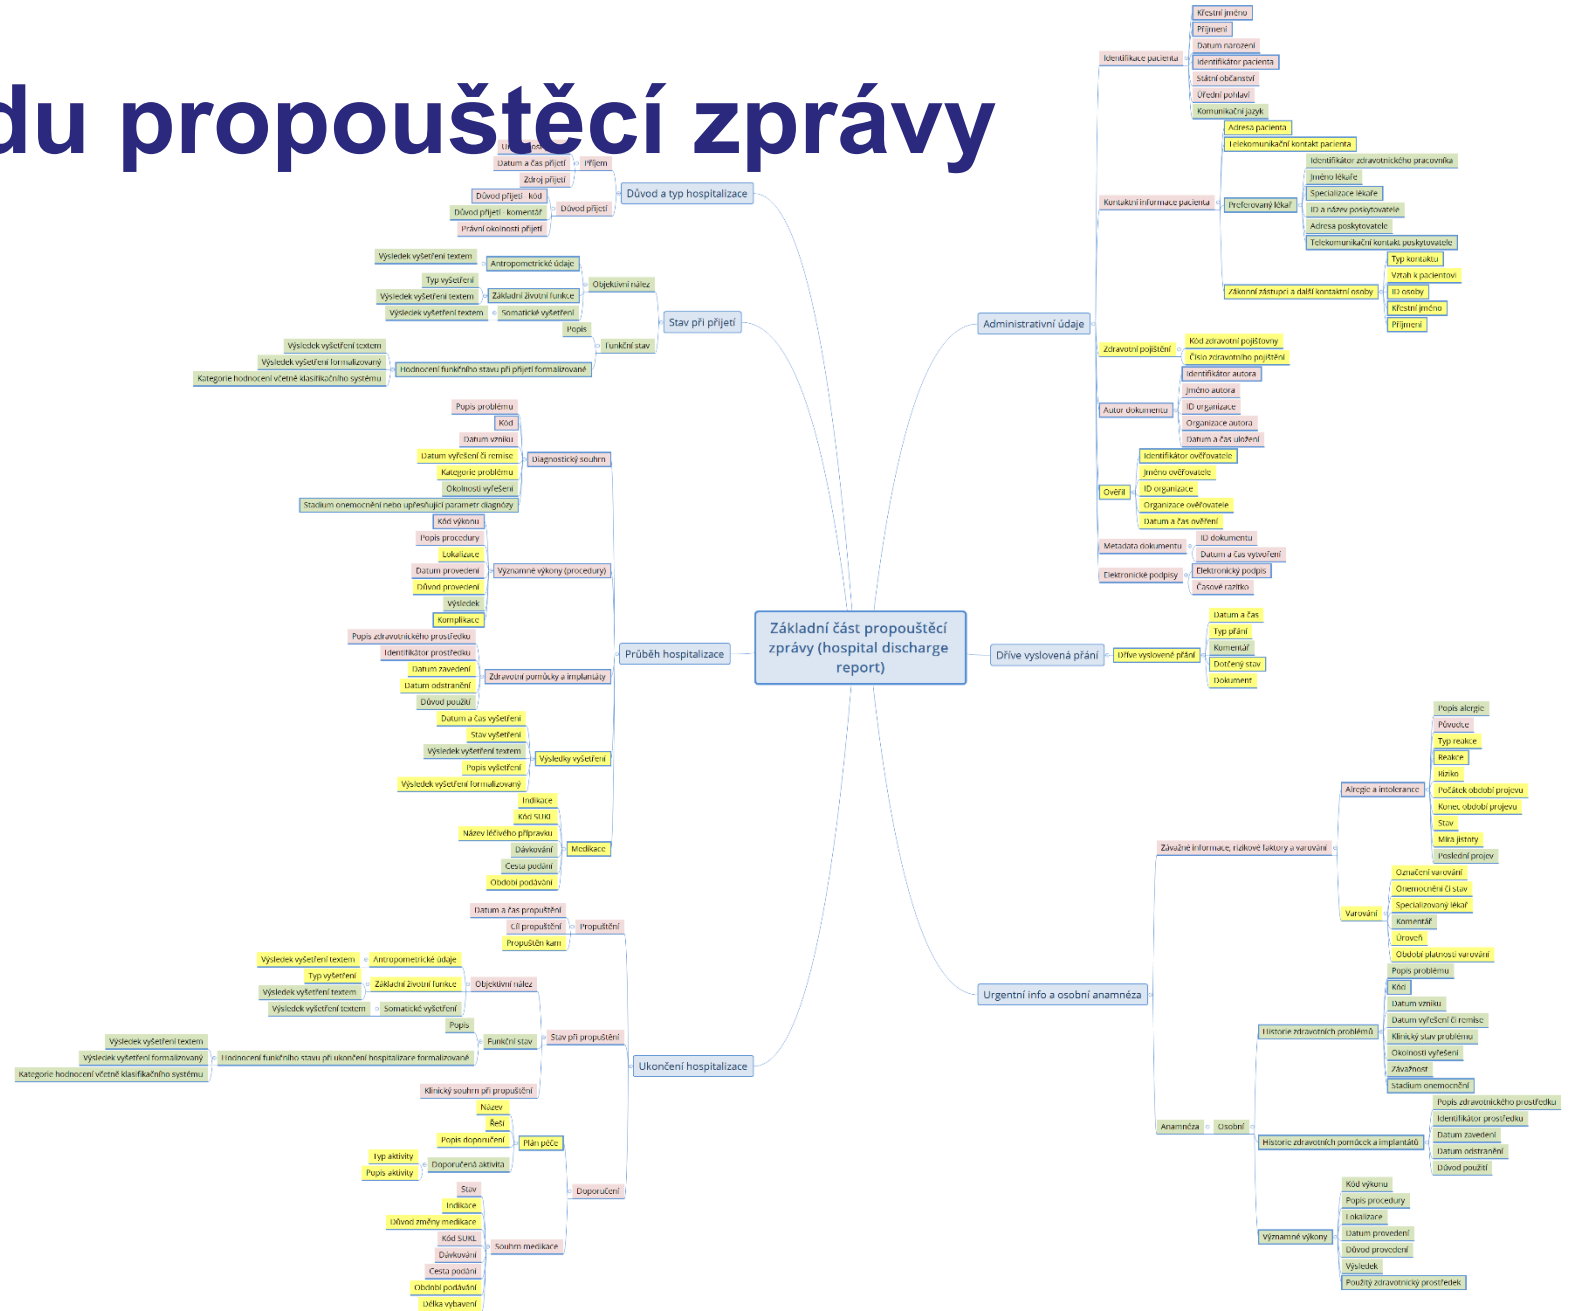 du propouštěcí zprávy
Datum a čas přijetí
Příjem
Zdroj přijetí
Důvod přijetí - kód
Důvod přijetí - komentář
Důvod přijetí
Právní okolnosti přijetí
Důvod a typ hospitalizace
Výsledek vyšetření textem
Antropometrické údaje
Typ vyšetření
Výsledek vyšetření textem
Základní životní funkce
Výsledek vyšetření textem
Somatické vyšetření
Objektivní nález
Popis
Funkční stav
Výsledek vyšetření textem
Výsledek vyšetření formalizovaný
Kategorie hodnocení včetně klasifikačního systému
Hodnocení funkčního stavu při přijetí formalizované
Stav při přijetí
Popis problému
Kód
Datum vzniku
Datum vyřešení či remise
Kategorie problému
Okolnosti vyřešení
Stadium onemocnění nebo upřesňující parametr diagnózy
Diagnostický souhrn
Kód výkonu
Popis procedury
Lokalizace
Datum provedení
Důvod provedení
Výsledek
Komplikace
Významné výkony (procedury)
Popis zdravotnického prostředku
Identifikátor prostředku
Datum zavedení
Datum odstranění
Důvod použití
Zdravotní pomůcky a implantáty
Datum a čas vyšetření
Stav vyšetření
Výsledek vyšetření textem
Popis vyšetření
Výsledek vyšetření formalizovaný
Výsledky vyšetření
Indikace
Kód SUKL
Název léčivého přípravku
Dávkování
Cesta podání
Období podávání
Medikace
Průběh hospitalizace
Datum a čas propuštění
Cíl propuštění
Propuštěn kam
Propuštění
Výsledek vyšetření textem
Antropometrické údaje
Typ vyšetření
Výsledek vyšetření textem
Základní životní funkce
Výsledek vyšetření textem
Somatické vyšetření
Objektivní nález
Popis
Funkční stav
Výsledek vyšetření textem
Výsledek vyšetření formalizovaný
Kategorie hodnocení včetně klasifikačního systému
Hodnocení funkčního stavu při ukončení hospitalizace formalizované
Klinický souhrn při propuštění
Stav při propuštění
Název
Řeší
Popis doporučení
Typ aktivity
Popis aktivity
Doporučená aktivita
Plán péče
Stav
Indikace
Důvod změny medikace
Kód SUKL
Dávkování
Cesta podání
Období podávání
Délka vybavení
Souhrn medikace
Doporučení
Ukončení hospitalizace
Základní část propouštěcí
zprávy (hospital discharge
report)
Administrativní údaje
Identifikace pacienta
Křestní jméno
Příjmení
Datum narození
Identifikátor pacienta
Státní občanství
Úřední pohlaví
Komunikační jazyk
Kontaktní informace pacienta
Adresa pacienta
Telekomunikační kontakt pacienta
Preferovaný lékař
Identifikátor zdravotnického pracovníka
Jméno lékaře
Specializace lékaře
ID a název poskytovatele
Adresa poskytovatele
Telekomunikační kontakt poskytovatele
Zákonní zástupci a další kontaktní osoby
Typ kontaktu
Vztah k pacientovi
ID osoby
Křestní jméno
Příjmení
Zdravotní pojištění
Kód zdravotní pojišťovny
Číslo zdravotního pojištění
Autor dokumentu
Identifikátor autora
Jméno autora
ID organizace
Organizace autora
Datum a čas uložení
Ověřil
Identifikátor ověřovatele
Jméno ověřovatele
ID organizace
Organizace ověřovatele
Datum a čas ověření
Metadata dokumentu
ID dokumentu
Datum a čas vytvoření
Elektronické podpisy
Elektronický podpis
Časové razítko
Dříve vyslovená přání
Dříve vyslovené přání
Datum a čas
Typ přání
Komentář
Dotčený stav
Dokument
Urgentní info a osobní anamnéza
Závažné informace, rizikové faktory a varování
Alregie a intolerance
Popis alergie
Původce
Typ reakce
Reakce
Riziko
Počátek období projevu
Konec období projevu
Stav
Míra jistoty
Poslední projev
Varování
Označení varování
Onemocnění či stav
Specializovaný lékař
Komentář
Úroveň
Období platnosti varování
Anamnéza
Osobní
Historie zdravotních problémů
Popis problému
Kód
Datum vzniku
Datum vyřešení či remise
Klinický stav problému
Okolnosti vyřešení
Závažnost
Stadium onemocnění
Historie zdravotních pomůcek a implantátů
Popis zdravotnického prostředku
Identifikátor prostředku
Datum zavedení
Datum odstranění
Důvod použití
Významné výkony
Kód výkonu
Popis procedury
Lokalizace
Datum provedení
Důvod provedení
Výsledek
Použitý zdravotnický prostředek